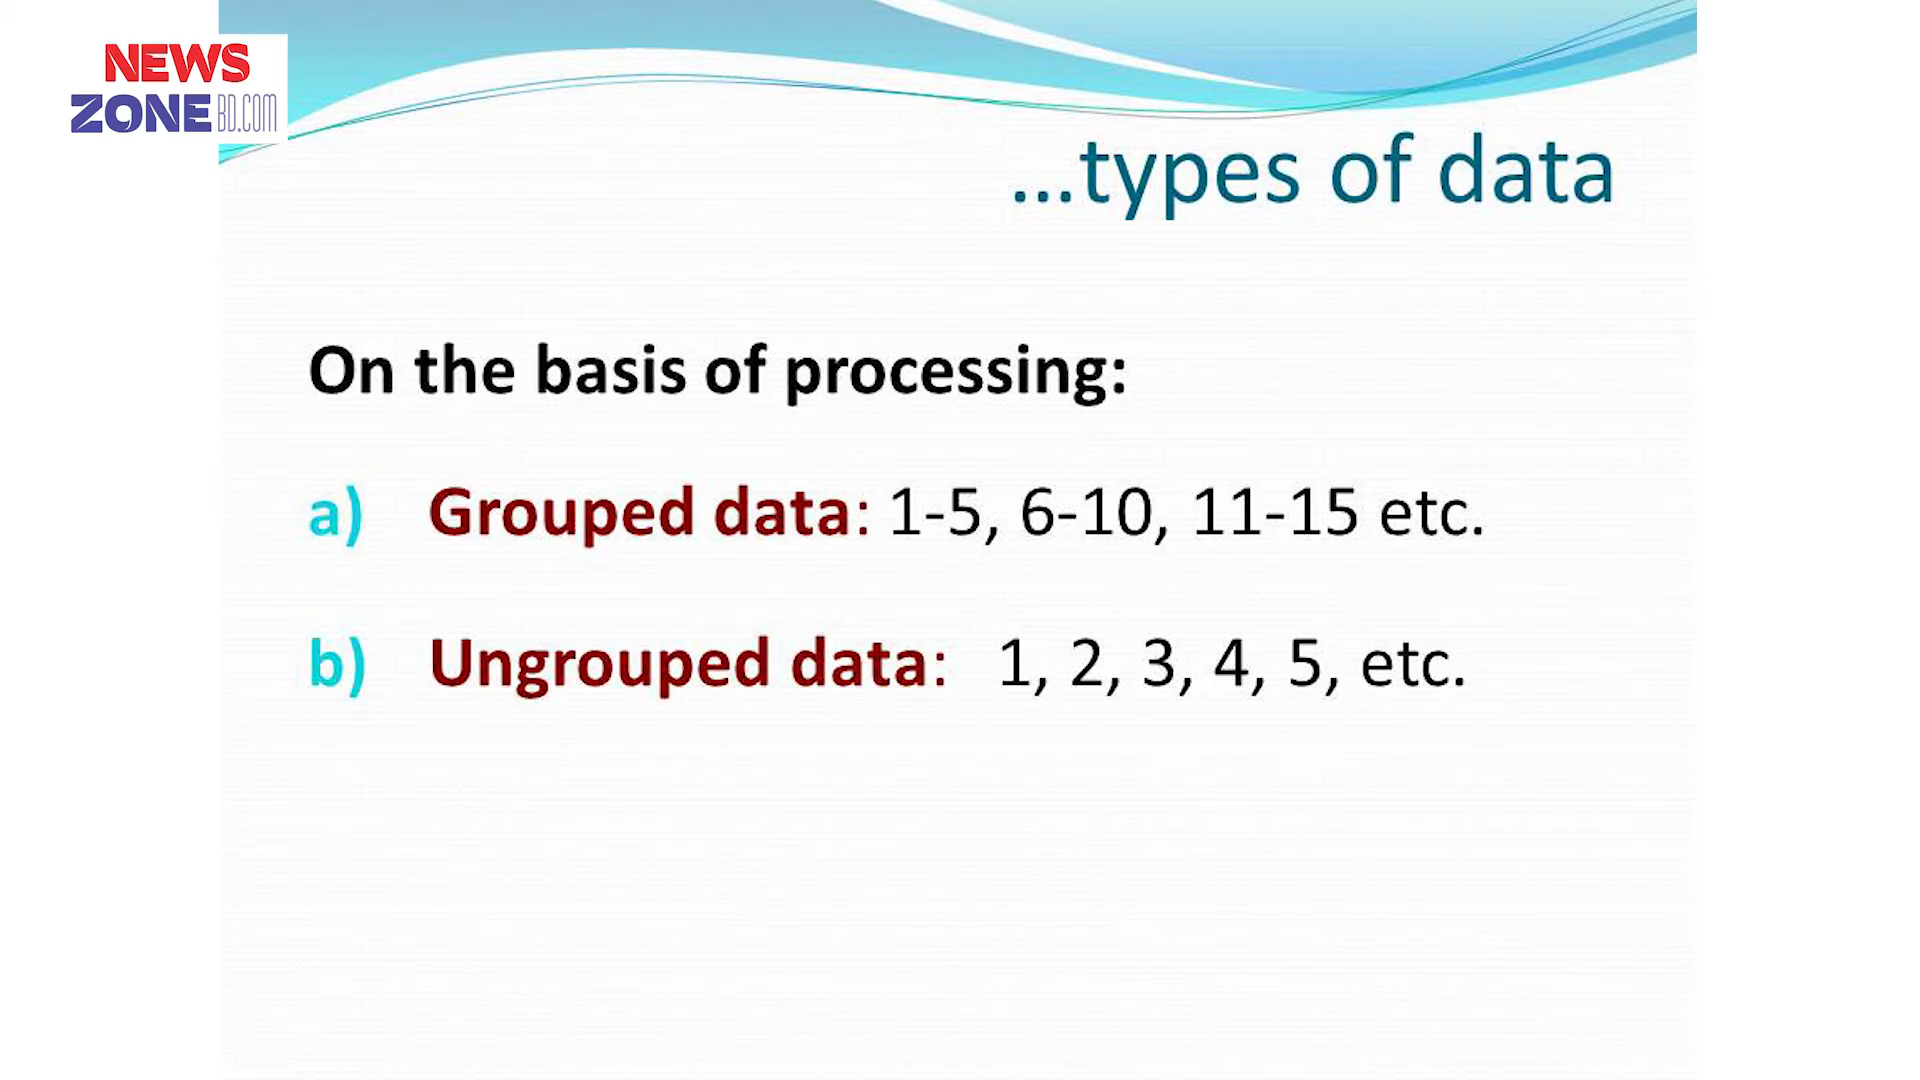 NEWS
ZONE BD.COM
...types of data
On the basis of processing:
a) Grouped data: 1-5, 6-10, 11-15 etc.
b) Ungrouped data: 1, 2, 3, 4, 5, etc.